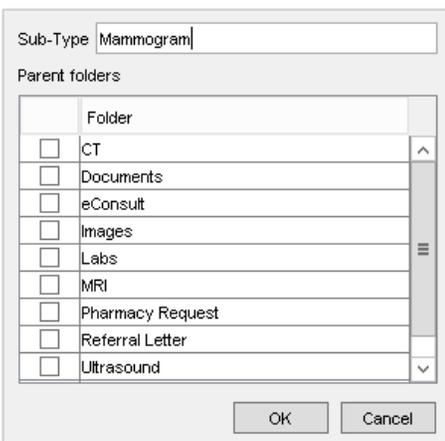 Sub-Type Mammogram
Parent folders
Folder
CT
Documents
eConsult
Images
Labs
MRI
Pharmacy Request
Referral Letter
Ultrasound
OK Cancel